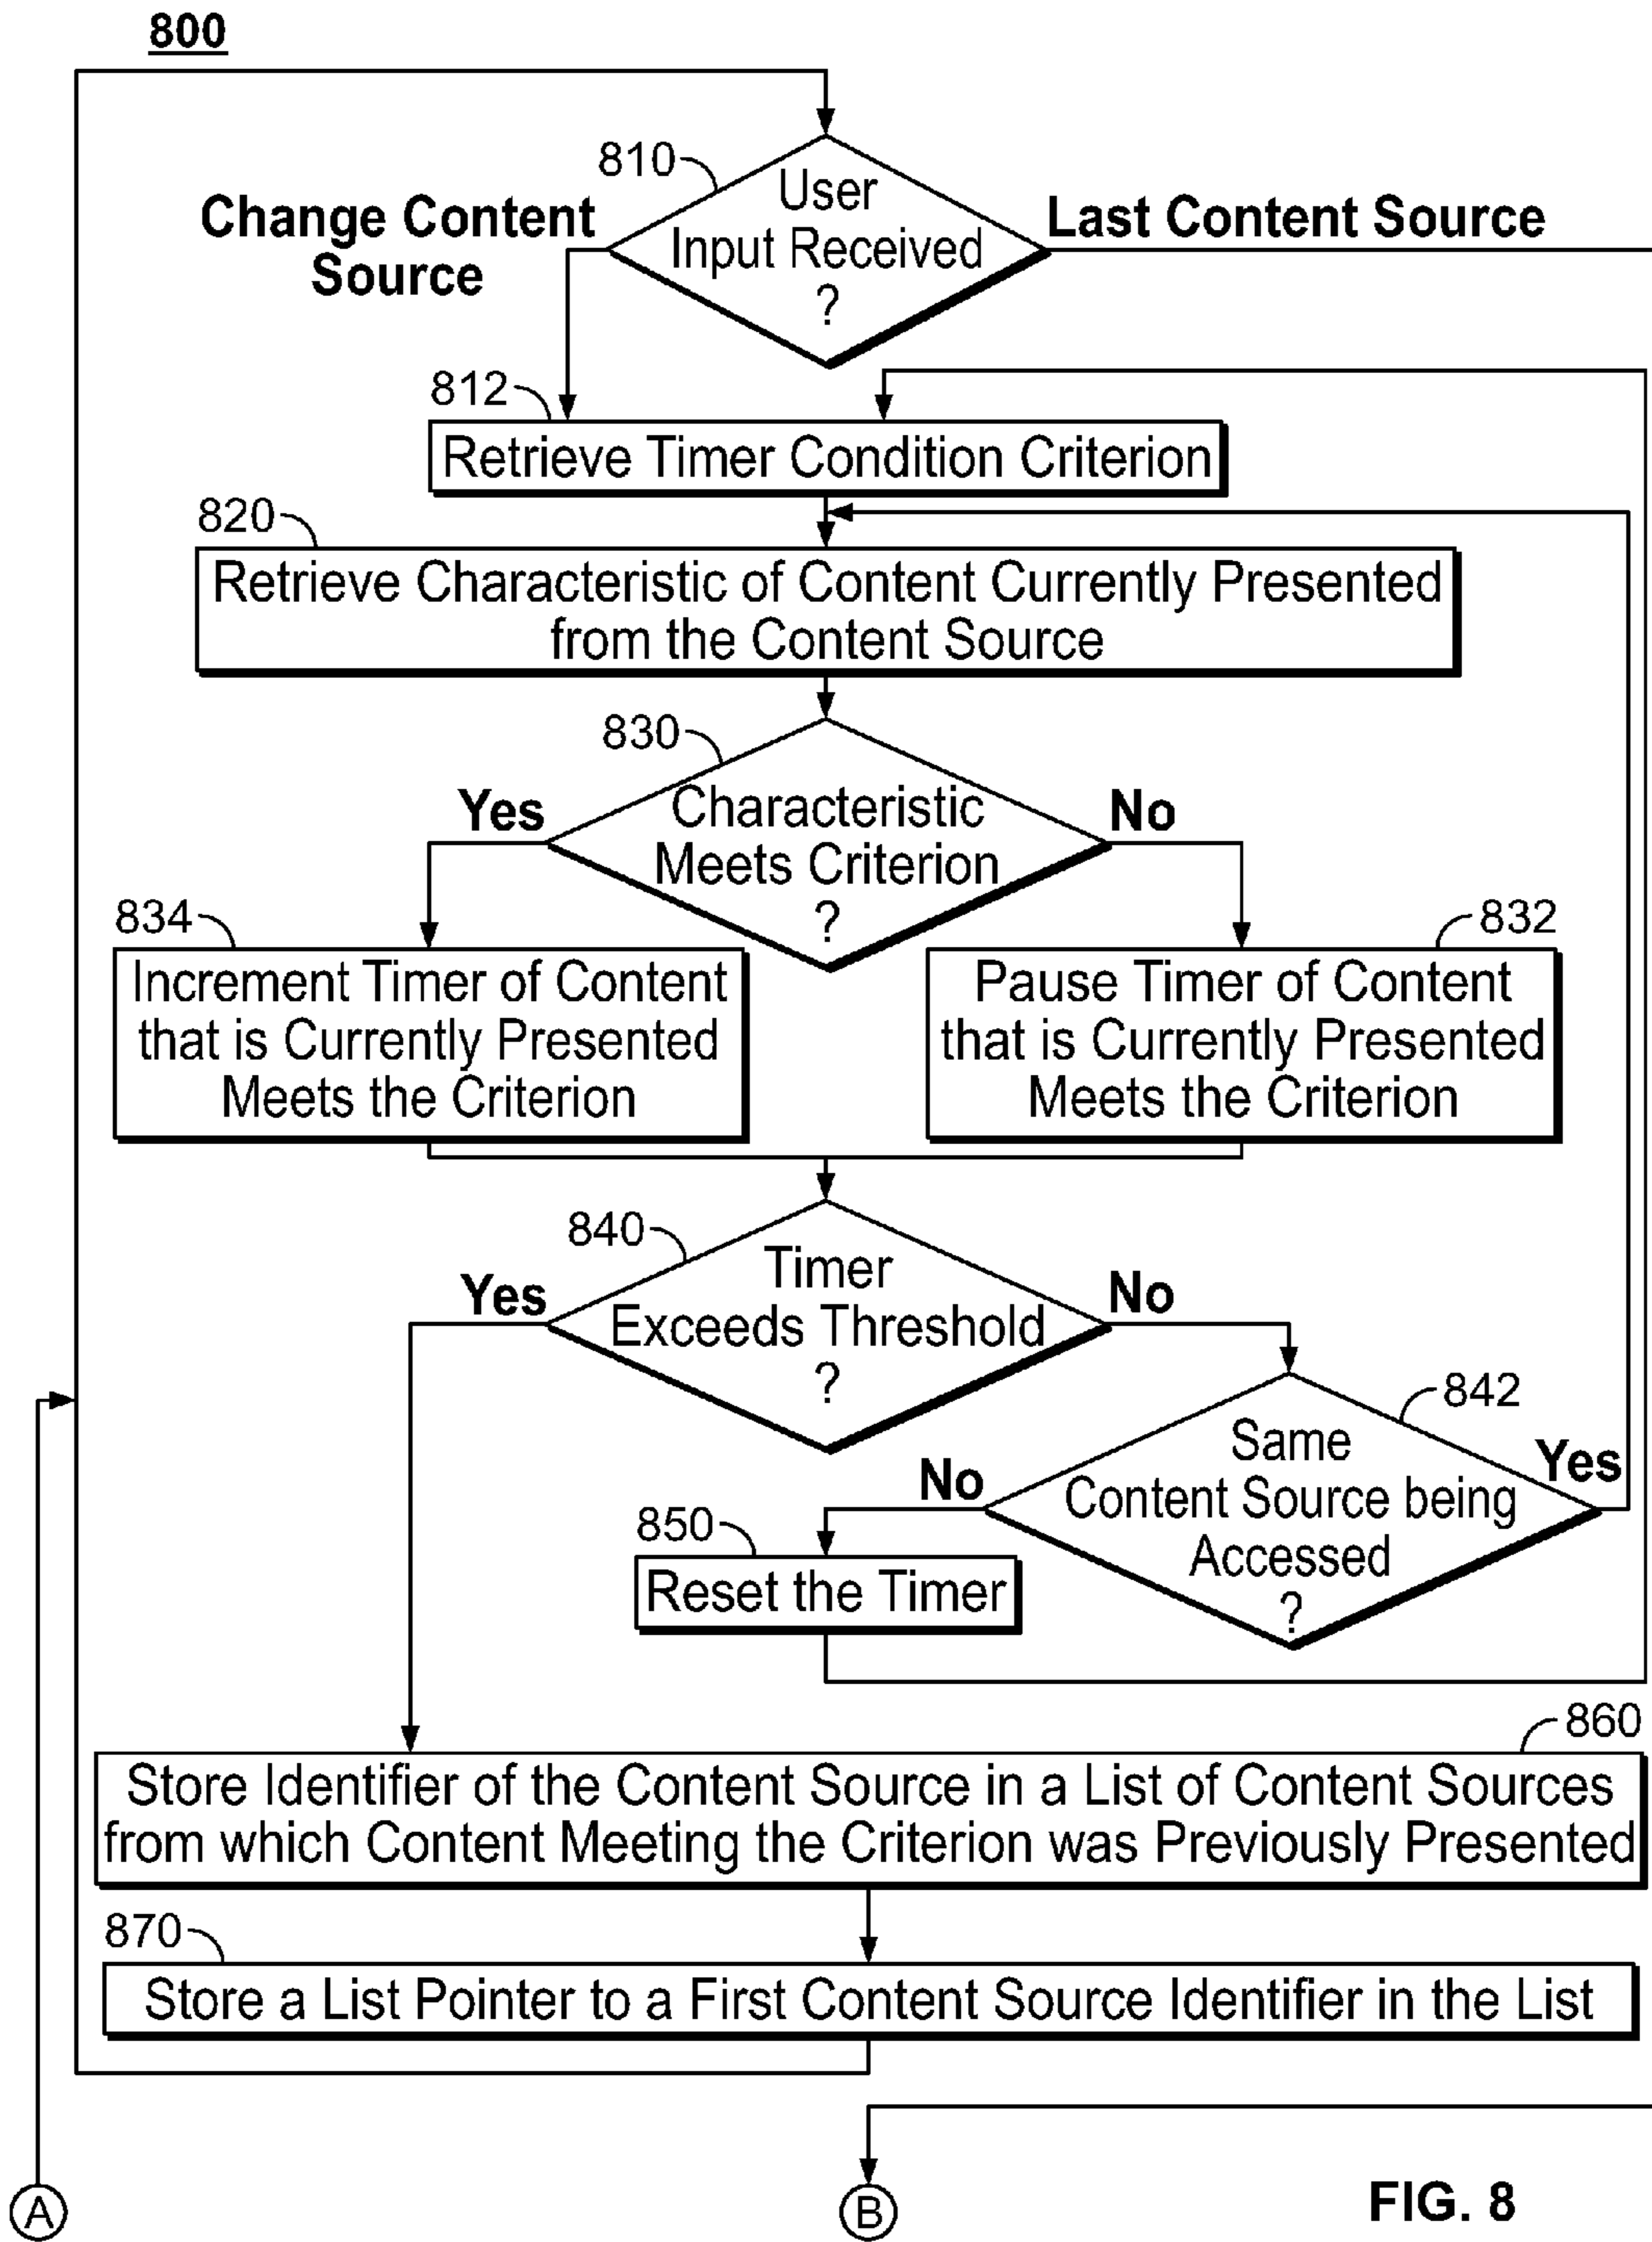 800
810
User
Input Received
?
Change Content
Source
Last Content Source
812
Retrieve Timer Condition Criterion
820
Retrieve Characteristic of Content Currently Presented
from the Content Source
830
Characteristic
Meets Criterion
?
Yes
No
834
Increment Timer of Content
that is Currently Presented
Meets the Criterion
832
Pause Timer of Content
that is Currently Presented
Meets the Criterion
840
Timer
Exceeds Threshold
?
Yes
No
842
Same
Content Source being
Accessed
?
No
Yes
850
Reset the Timer
860
Store Identifier of the Content Source in a List of Content Sources
from which Content Meeting the Criterion was Previously Presented
870
Store a List Pointer to a First Content Source Identifier in the List
A
B
FIG. 8